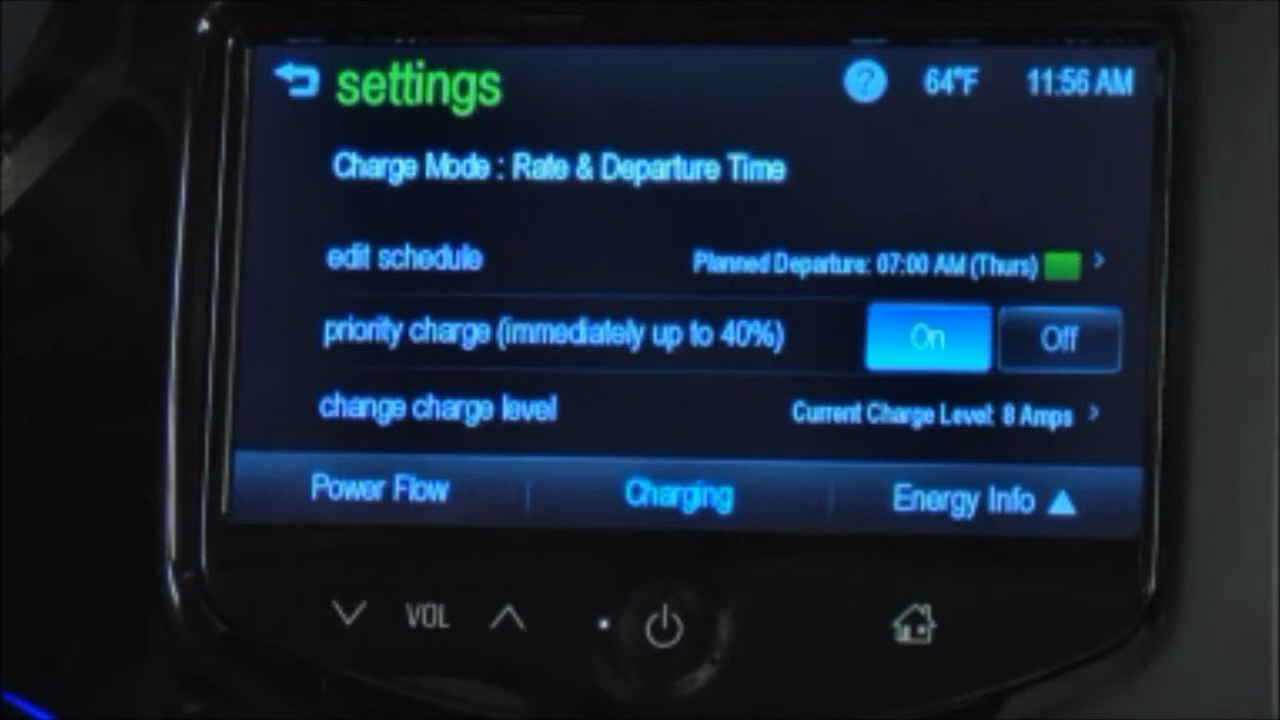 settings ? 64°F 11:56 AM
Charge Mode : Rate & Departure Time
edit schedule Planned Departure: 07:00 AM (Thurs) >
priority charge (immediately up to 40%) On Off
change charge level Current Charge Level: 8 Amps >
Power Flow Charging Energy Info
VOL